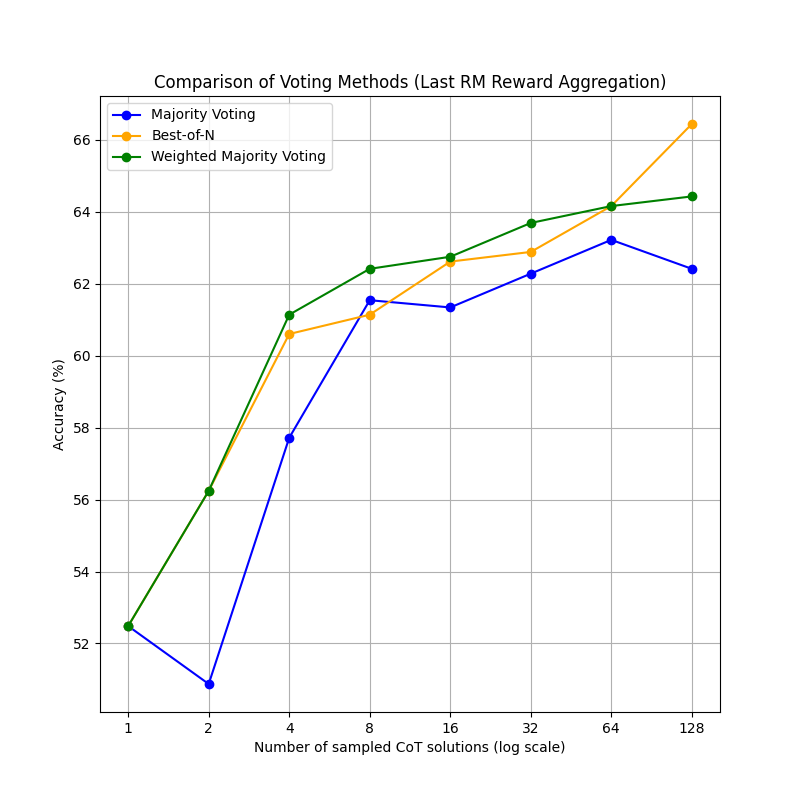 Comparison of Voting Methods (Last RM Reward Aggregation)
Majority Voting
Best-of-N
Weighted Majority Voting
Accuracy (%)
66
64
62
60
58
56
54
52
1 2 4 8 16 32 64 128
Number of sampled CoT solutions (log scale)